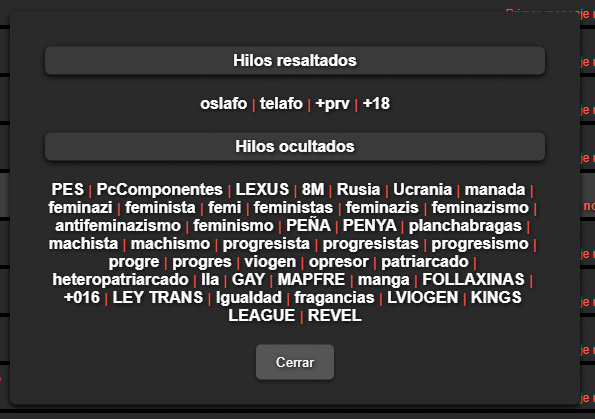 Primer mensaje n
Hilos resaltados
oslafo | telafo | +prv | +18
Hilos ocultados
PES | PcComponentes | LEXUS | 8M | Rusia | Ucrania | manada |
feminazi | feminista | femi | feministas | feminazis | feminazismo |
antifeminazismo | feminismo | PEÑA | PENYA | planchabragas |
machista | machismo | progresista | progresistas | progresismo |
progre | progres | viogen | opresor | patriarcado |
heteropatriarcado | lla | GAY | MAPFRE | manga | FOLLAXINAS |
+016 | LEY TRANS | Igualdad | fragancias | LVIOGEN | KINGS
LEAGUE | REVEL
Cerrar